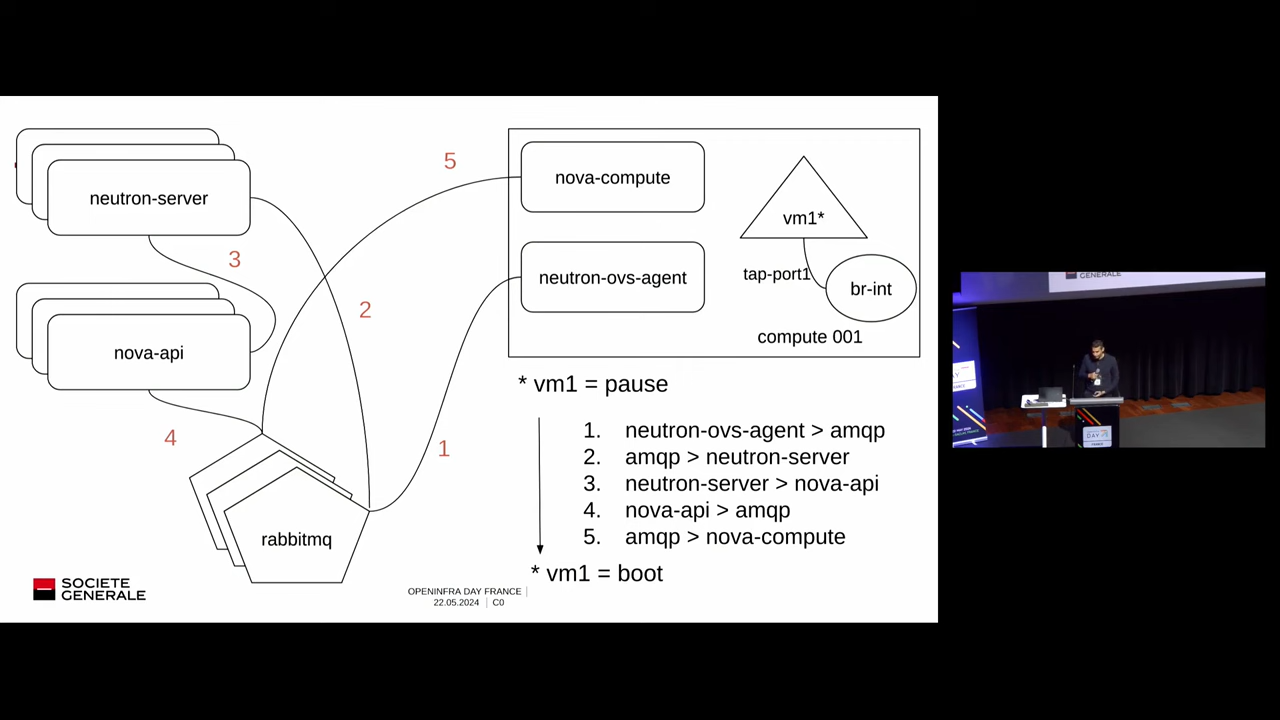 neutron-server
nova-api
rabbitmq
3
4
2
5
1
nova-compute
neutron-ovs-agent
vm1*
tap-port1
br-int
compute 001
* vm1 = pause
1. neutron-ovs-agent > amqp
2. amqp > neutron-server
3. neutron-server > nova-api
4. nova-api > amqp
5. amqp > nova-compute
* vm1 = boot
SOCIETE
GENERALE
OPENINFRA DAY FRANCE
22.05.2024 | C0
GENERALE
DAY